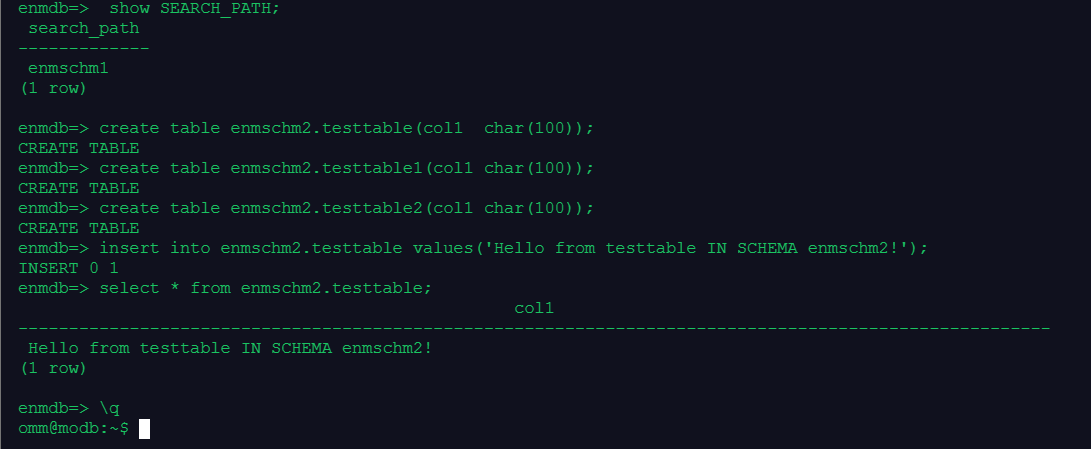 enmdb=>  show SEARCH_PATH;
 search_path
-------------
 enmschm1
(1 row)

enmdb=> create table enmschm2.testtable(col1  char(100));
CREATE TABLE
enmdb=> create table enmschm2.testtable1(col1 char(100));
CREATE TABLE
enmdb=> create table enmschm2.testtable2(col1 char(100));
CREATE TABLE
enmdb=> insert into enmschm2.testtable values('Hello from testtable IN SCHEMA enmschm2!');
INSERT 0 1
enmdb=> select * from enmschm2.testtable;
                                                 col1
------------------------------------------------------------------------------------------------------
 Hello from testtable IN SCHEMA enmschm2!
(1 row)

enmdb=> \q
omm@modb:~$